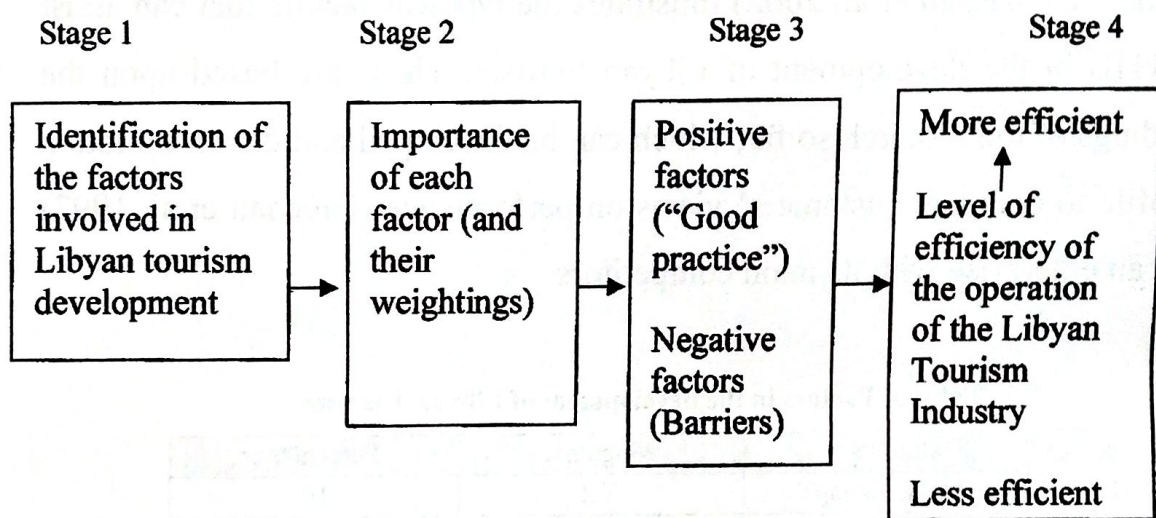 Stage 1
Stage 2
Stage 3
Stage 4
Identification of
the factors
involved in
Libyan tourism
development
Importance
of each
factor (and
their
weightings)
Positive
factors
("Good
practice")
Negative
factors
(Barriers)
More efficient
Level of
efficiency of
the operation
of the Libyan
Tourism
Industry
Less efficient